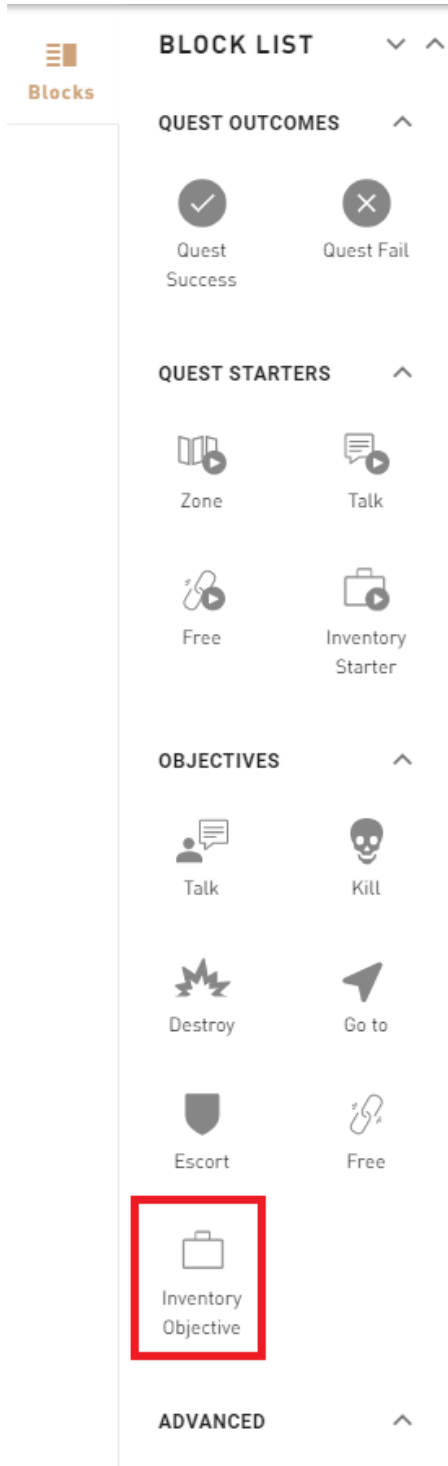 BLOCK LIST
Blocks
QUEST OUTCOMES
Quest
Success
Quest Fail
QUEST STARTERS
Zone
Talk
Free
Inventory
Starter
OBJECTIVES
Talk
Kill
Destroy
Go to
Escort
Free
Inventory
Objective
ADVANCED